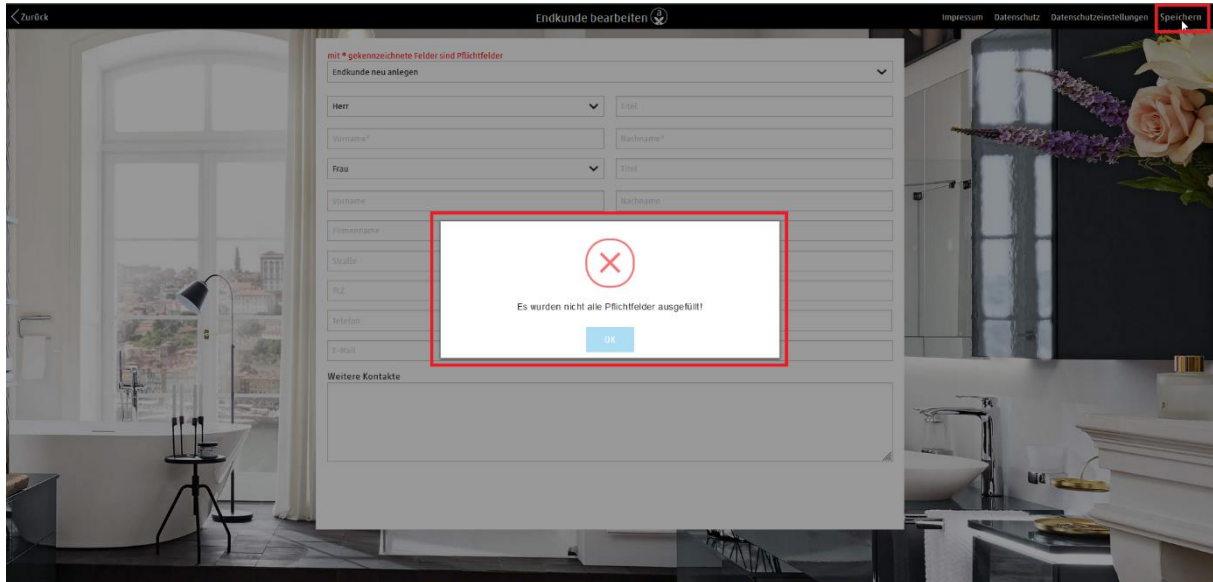 Zurück
Endkunde bearbeiten
Impressum Datenschutz Datenschutzeinstellungen Speichern
mit * gekennzeichnete Felder sind Pflichtfelder
Endkunde neu anlegen
Herr
Titel
Vorname*
Nachname*
Frau
Titel
Vorname
Nachname
Firmenname
Straße
PLZ
Telefon
E-Mail
Es wurden nicht alle Pflichtfelder ausgefüllt!
OK
Weitere Kontakte